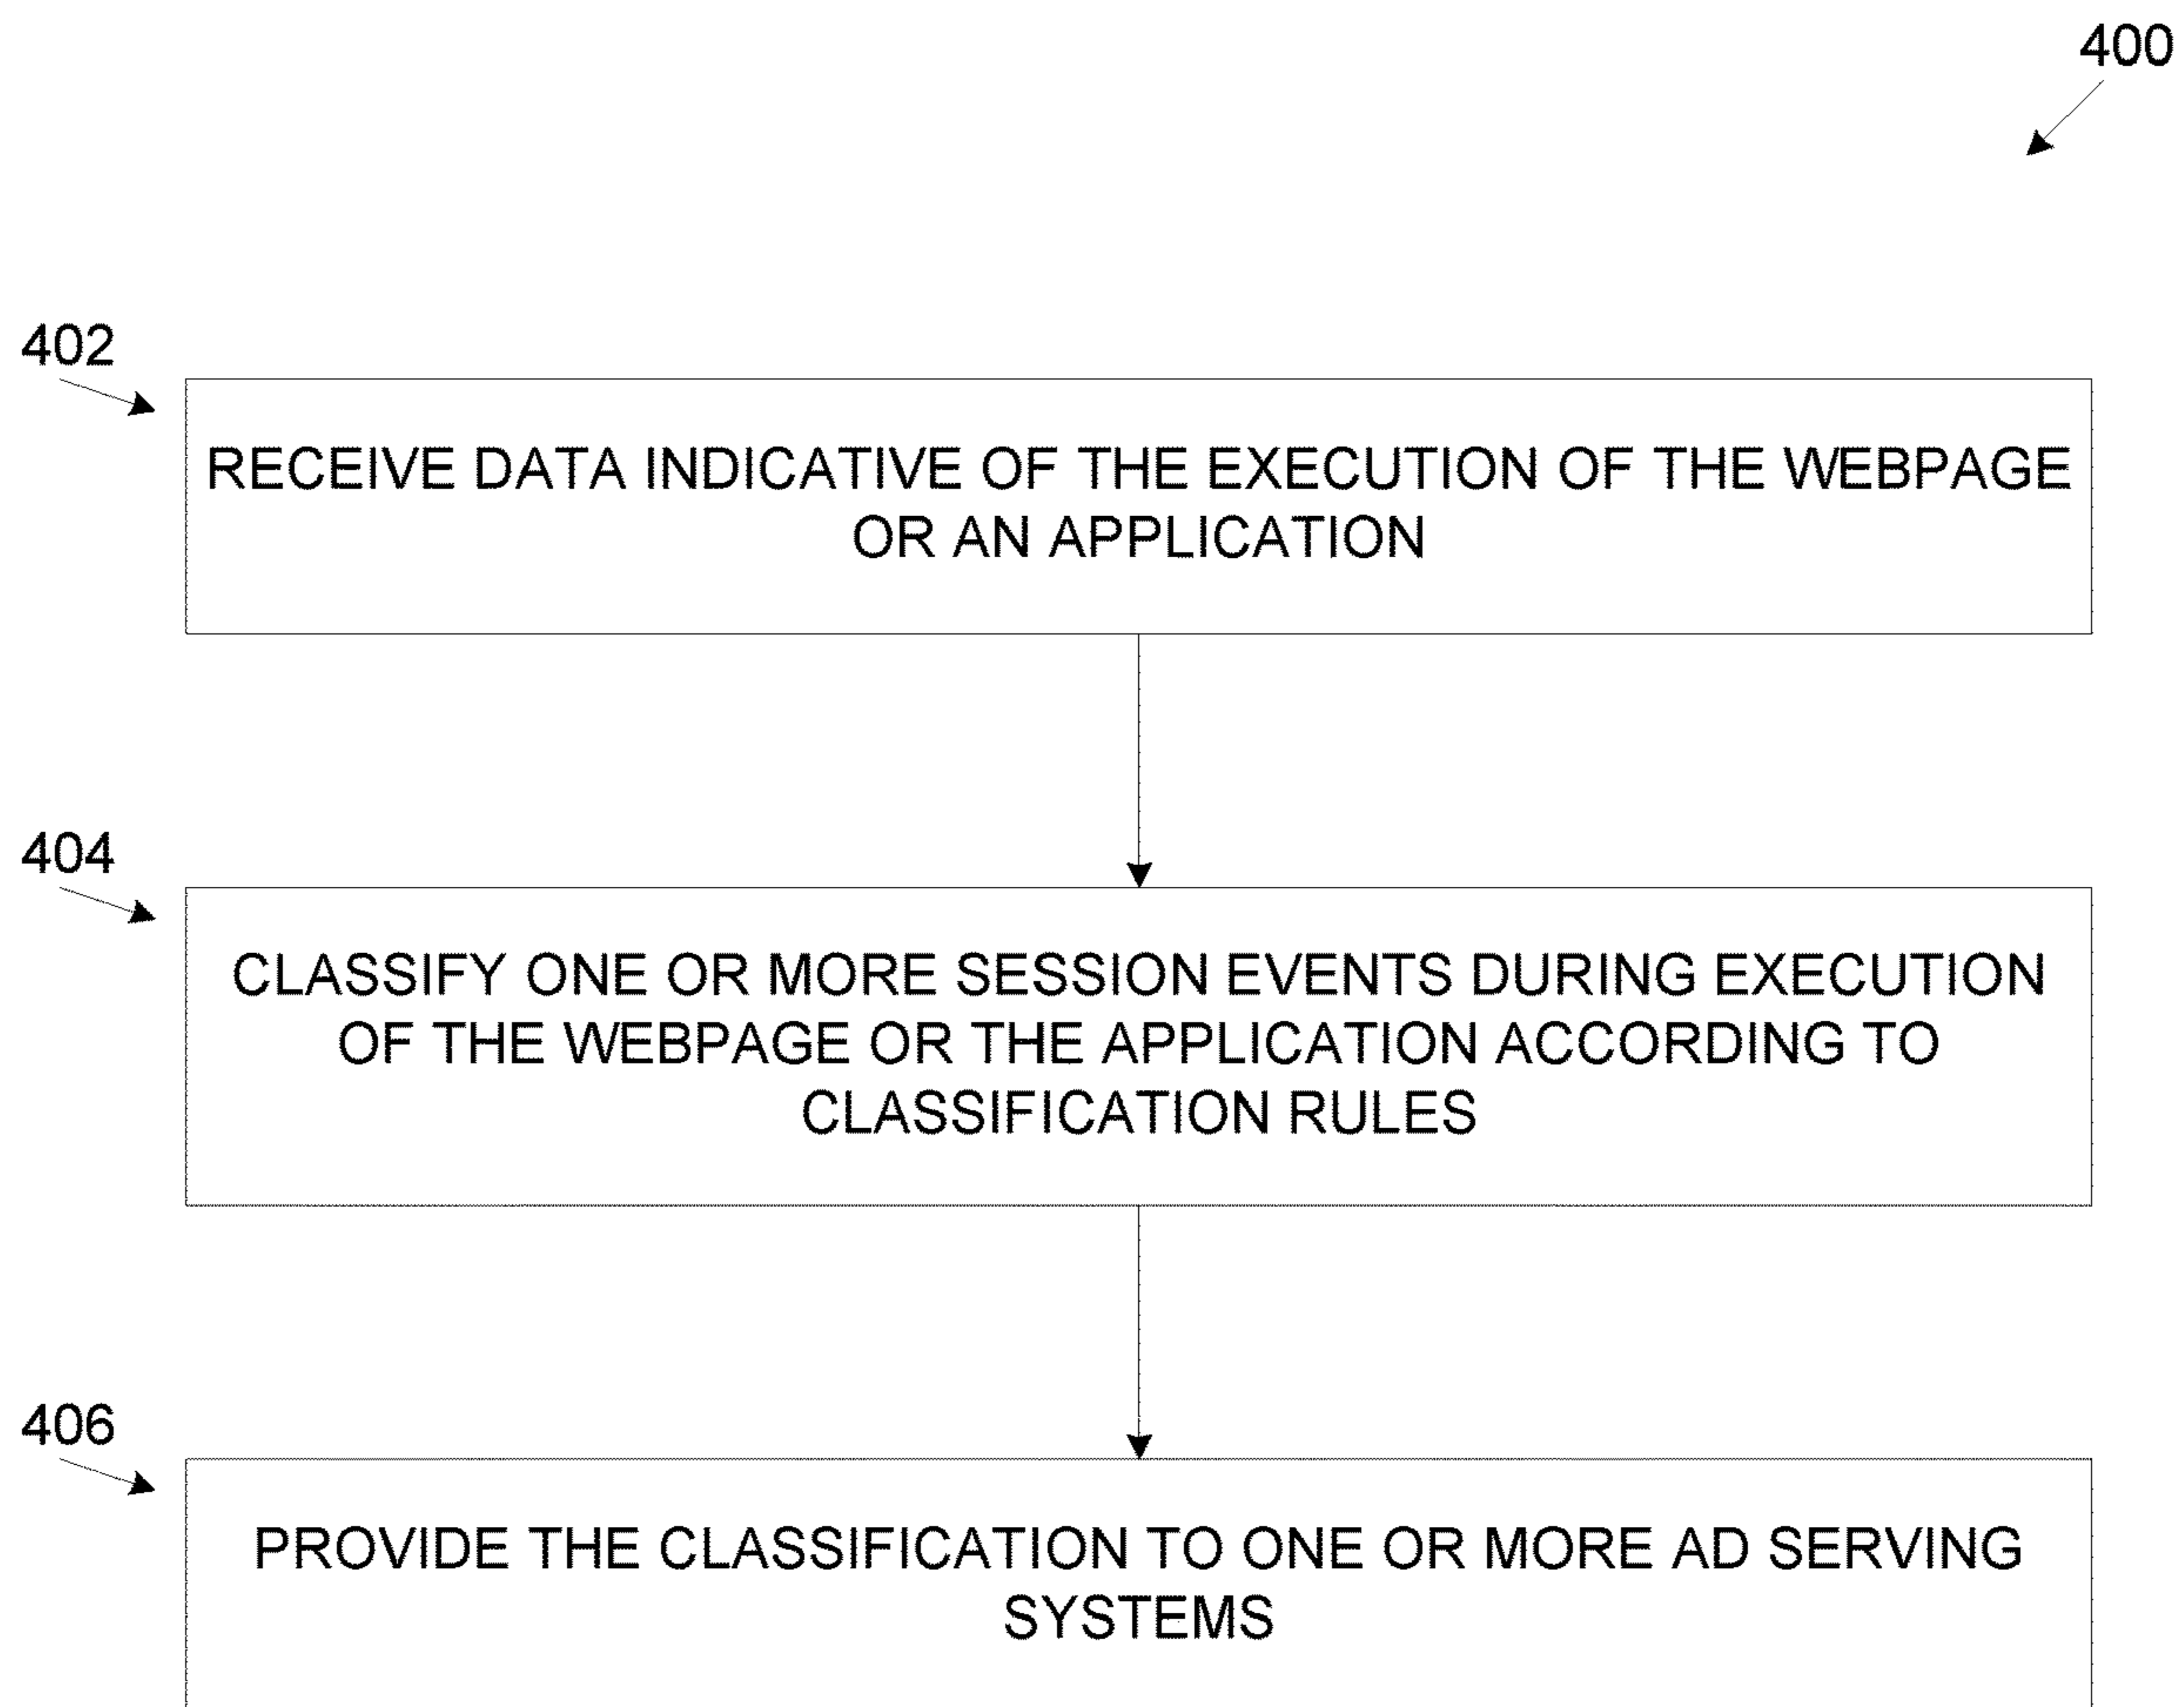 400
402
RECEIVE DATA INDICATIVE OF THE EXECUTION OF THE WEBPAGE
OR AN APPLICATION
404
CLASSIFY ONE OR MORE SESSION EVENTS DURING EXECUTION
OF THE WEBPAGE OR THE APPLICATION ACCORDING TO
CLASSIFICATION RULES
406
PROVIDE THE CLASSIFICATION TO ONE OR MORE AD SERVING
SYSTEMS